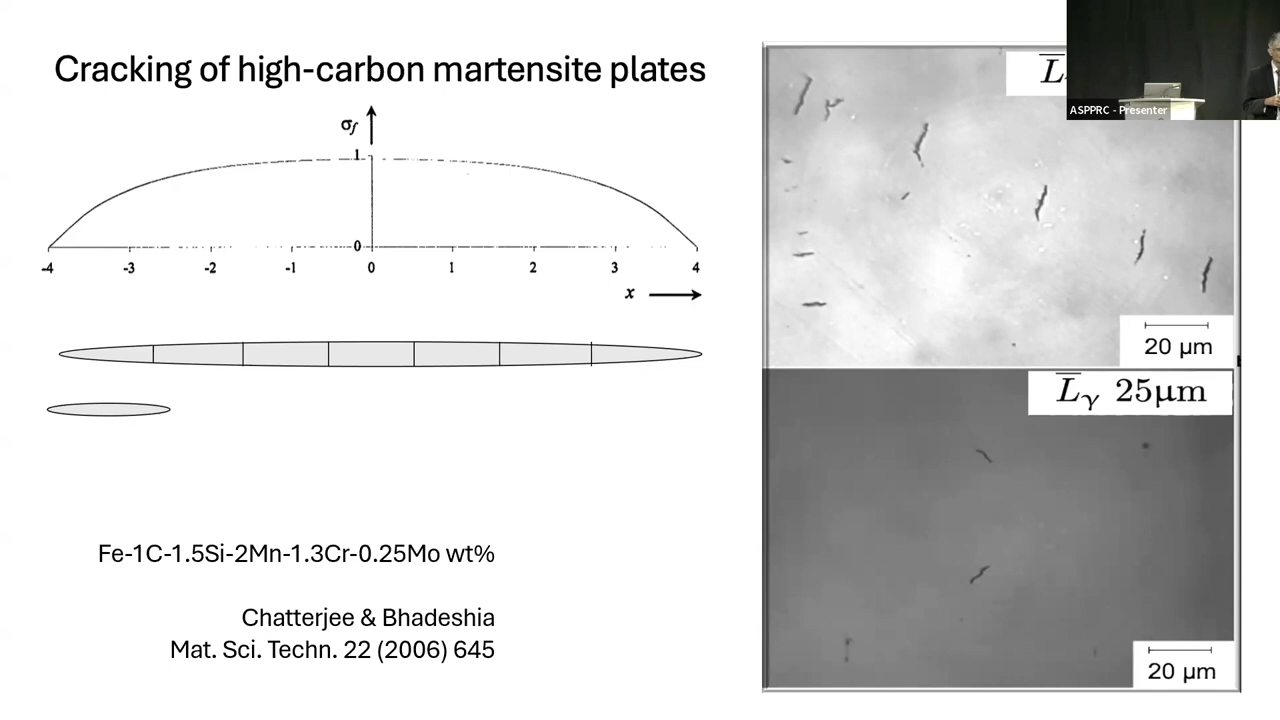 Cracking of high-carbon martensite plates
σf
1
0
-4 -3 -2 -1 0 1 2 3 4
x
Fe-1C-1.5Si-2Mn-1.3Cr-0.25Mo wt%
Chatterjee & Bhadeshia
Mat. Sci. Techn. 22 (2006) 645
L̅
20 µm
L̅γ 25µm
20 µm
ASPPRC - Presenter